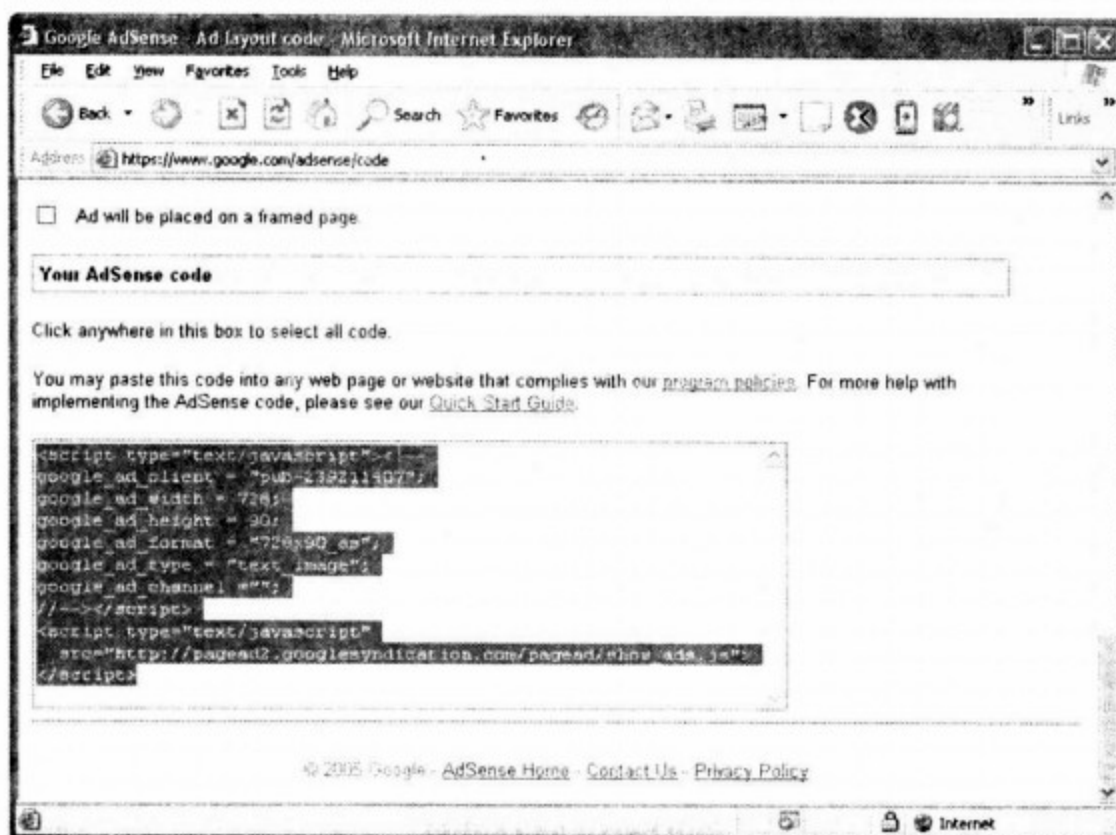 Google AdSense - Ad layout code - Microsoft Internet Explorer
File Edit View Favorites Tools Help
Back Search Favorites » Links »
Address https://www.google.com/adsense/code
Ad will be placed on a framed page.
Your AdSense code
Click anywhere in this box to select all code.
You may paste this code into any web page or website that complies with our program policies. For more help with
implementing the AdSense code, please see our Quick Start Guide.
<script type="text/javascript"><
google_ad_client = "pub-239211407";
google_ad_width = 728;
google_ad_height = 90;
google_ad_format = "728x90_as";
google_ad_type = "text_image";
google_ad_channel ="";
//--></script>
<script type="text/javascript"
src="http://pagead2.googlesyndication.com/pagead/show_ads.js">
</script>
© 2005 Google - AdSense Home - Contact Us - Privacy Policy
Internet